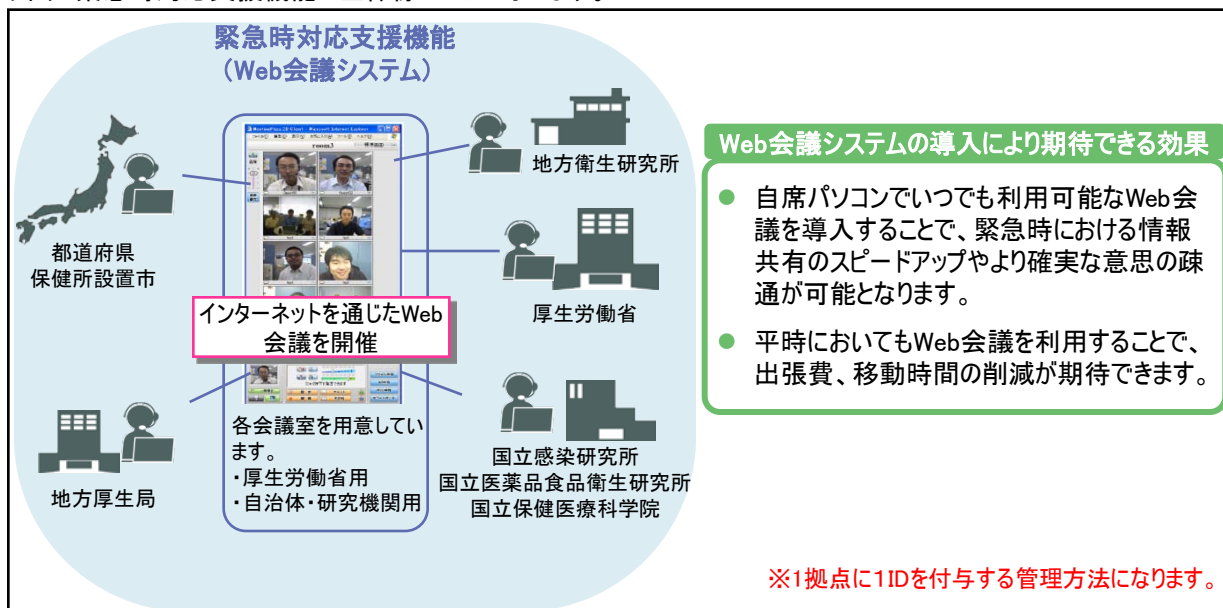 緊急時対応支援機能
(Web会議システム)
room3
都道府県
保健所設置市
地方衛生研究所
厚生労働省
インターネットを通じたWeb
会議を開催
地方厚生局
各会議室を用意してい
ます。
・厚生労働省用
・自治体・研究機関用
国立感染研究所
国立医薬品食品衛生研究所
国立保健医療科学院
Web会議システムの導入により期待できる効果
● 自席パソコンでいつでも利用可能なWeb会
議を導入することで、緊急時における情報
共有のスピードアップやより確実な意思の疎
通が可能となります。
● 平時においてもWeb会議を利用することで、
出張費、移動時間の削減が期待できます。
※1拠点に1IDを付与する管理方法になります。